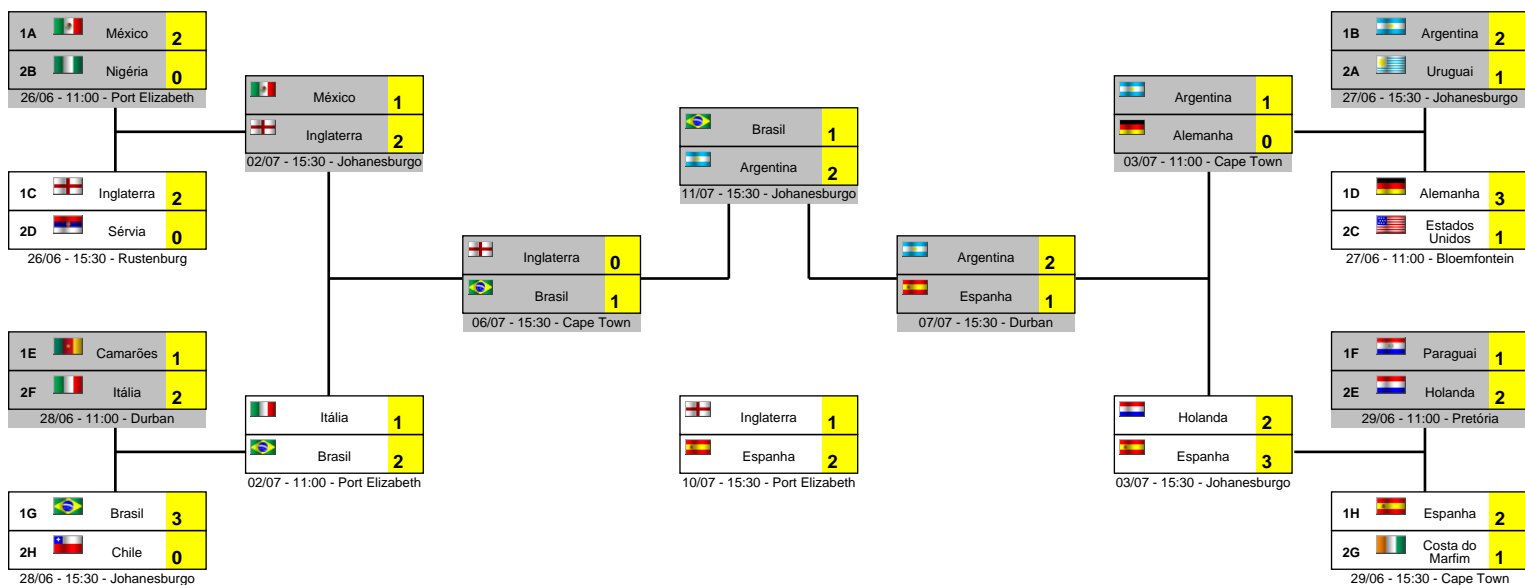 1A México 2
2B Nigéria 0
26/06 - 11:00 - Port Elizabeth
1C Inglaterra 2
2D Sérvia 0
26/06 - 15:30 - Rustenburg
1E Camarões 1
2F Itália 2
28/06 - 11:00 - Durban
1G Brasil 3
2H Chile 0
28/06 - 15:30 - Johanesburgo
México 1
Inglaterra 2
02/07 - 15:30 - Johanesburgo
Itália 1
Brasil 2
02/07 - 11:00 - Port Elizabeth
Inglaterra 0
Brasil 1
06/07 - 15:30 - Cape Town
Brasil 1
Argentina 2
11/07 - 15:30 - Johanesburgo
Inglaterra 1
Espanha 2
10/07 - 15:30 - Port Elizabeth
Argentina 2
Espanha 1
07/07 - 15:30 - Durban
Argentina 1
Alemanha 0
03/07 - 11:00 - Cape Town
Holanda 2
Espanha 3
03/07 - 15:30 - Johanesburgo
1B Argentina 2
2A Uruguai 1
27/06 - 15:30 - Johanesburgo
1D Alemanha 3
2C Estados
Unidos 1
27/06 - 11:00 - Bloemfontein
1F Paraguai 1
2E Holanda 2
29/06 - 11:00 - Pretória
1H Espanha 2
2G Costa do
Marfim 1
29/06 - 15:30 - Cape Town